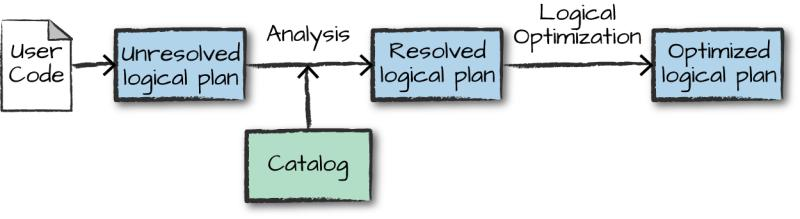 User
Code
Unresolved
logical plan
Analysis
Catalog
Resolved
logical plan
Logical
Optimization
Optimized
logical plan